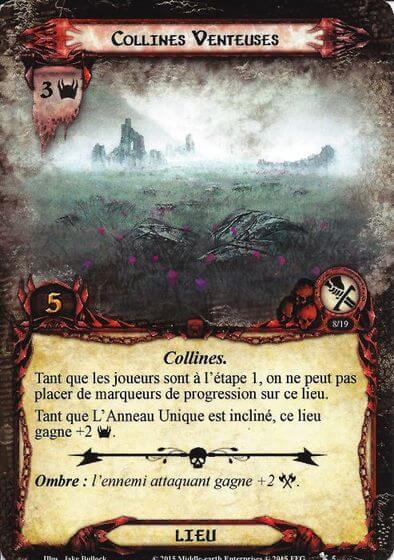 Collines Venteuses
3
5
8/19
Collines.
Tant que les joueurs sont à l'étape 1, on ne peut pas
placer de marqueurs de progression sur ce lieu.
Tant que L'Anneau Unique est incliné, ce lieu
gagne +2 .
Ombre : l'ennemi attaquant gagne +2 .
LIEU
Illus. Jake Bullock © 2015 Middle-earth Enterprises © 2015 FFG 5